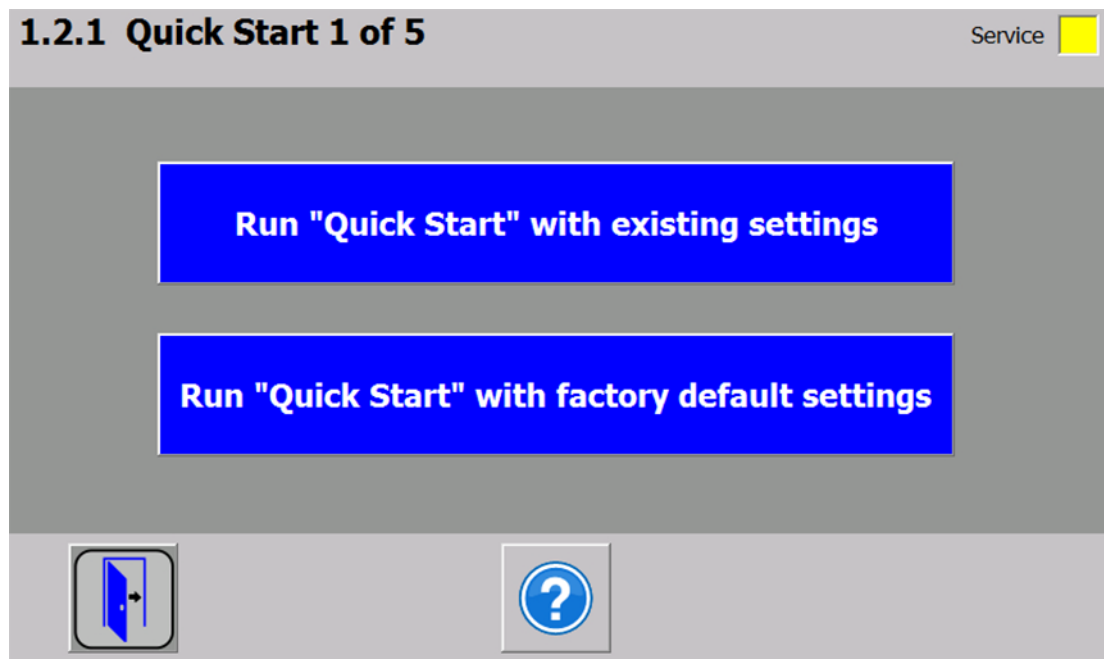 1.2.1 Quick Start 1 of 5
Service
Run "Quick Start" with existing settings
Run "Quick Start" with factory default settings
?